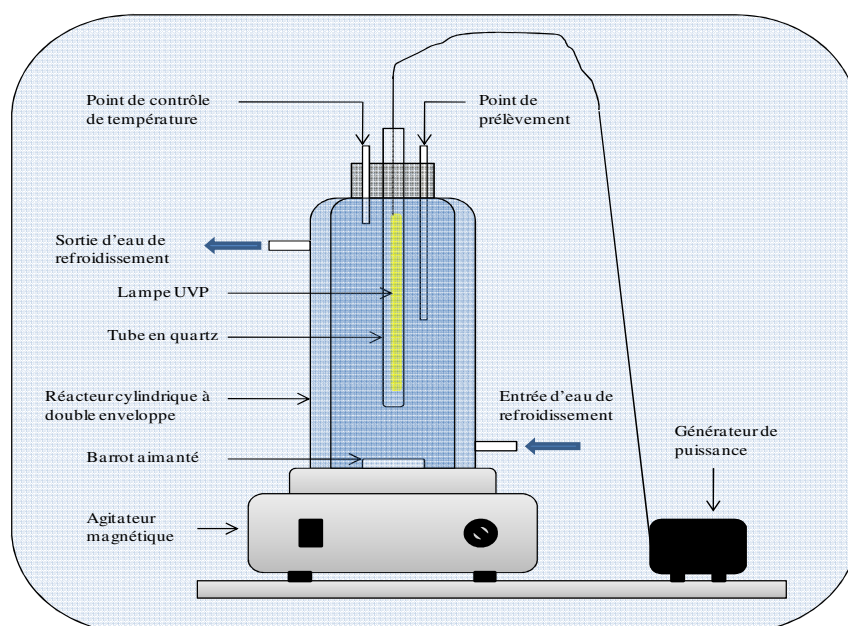 Point de contrôle
de température
Point de
prélèvement
Sortie d'eau de
refroidissement
Lampe UVP
Tube en quartz
Réacteur cylindrique à
double enveloppe
Entrée d'eau de
refroidissement
Générateur de
puissance
Barrot aimanté
Agitateur
magnétique